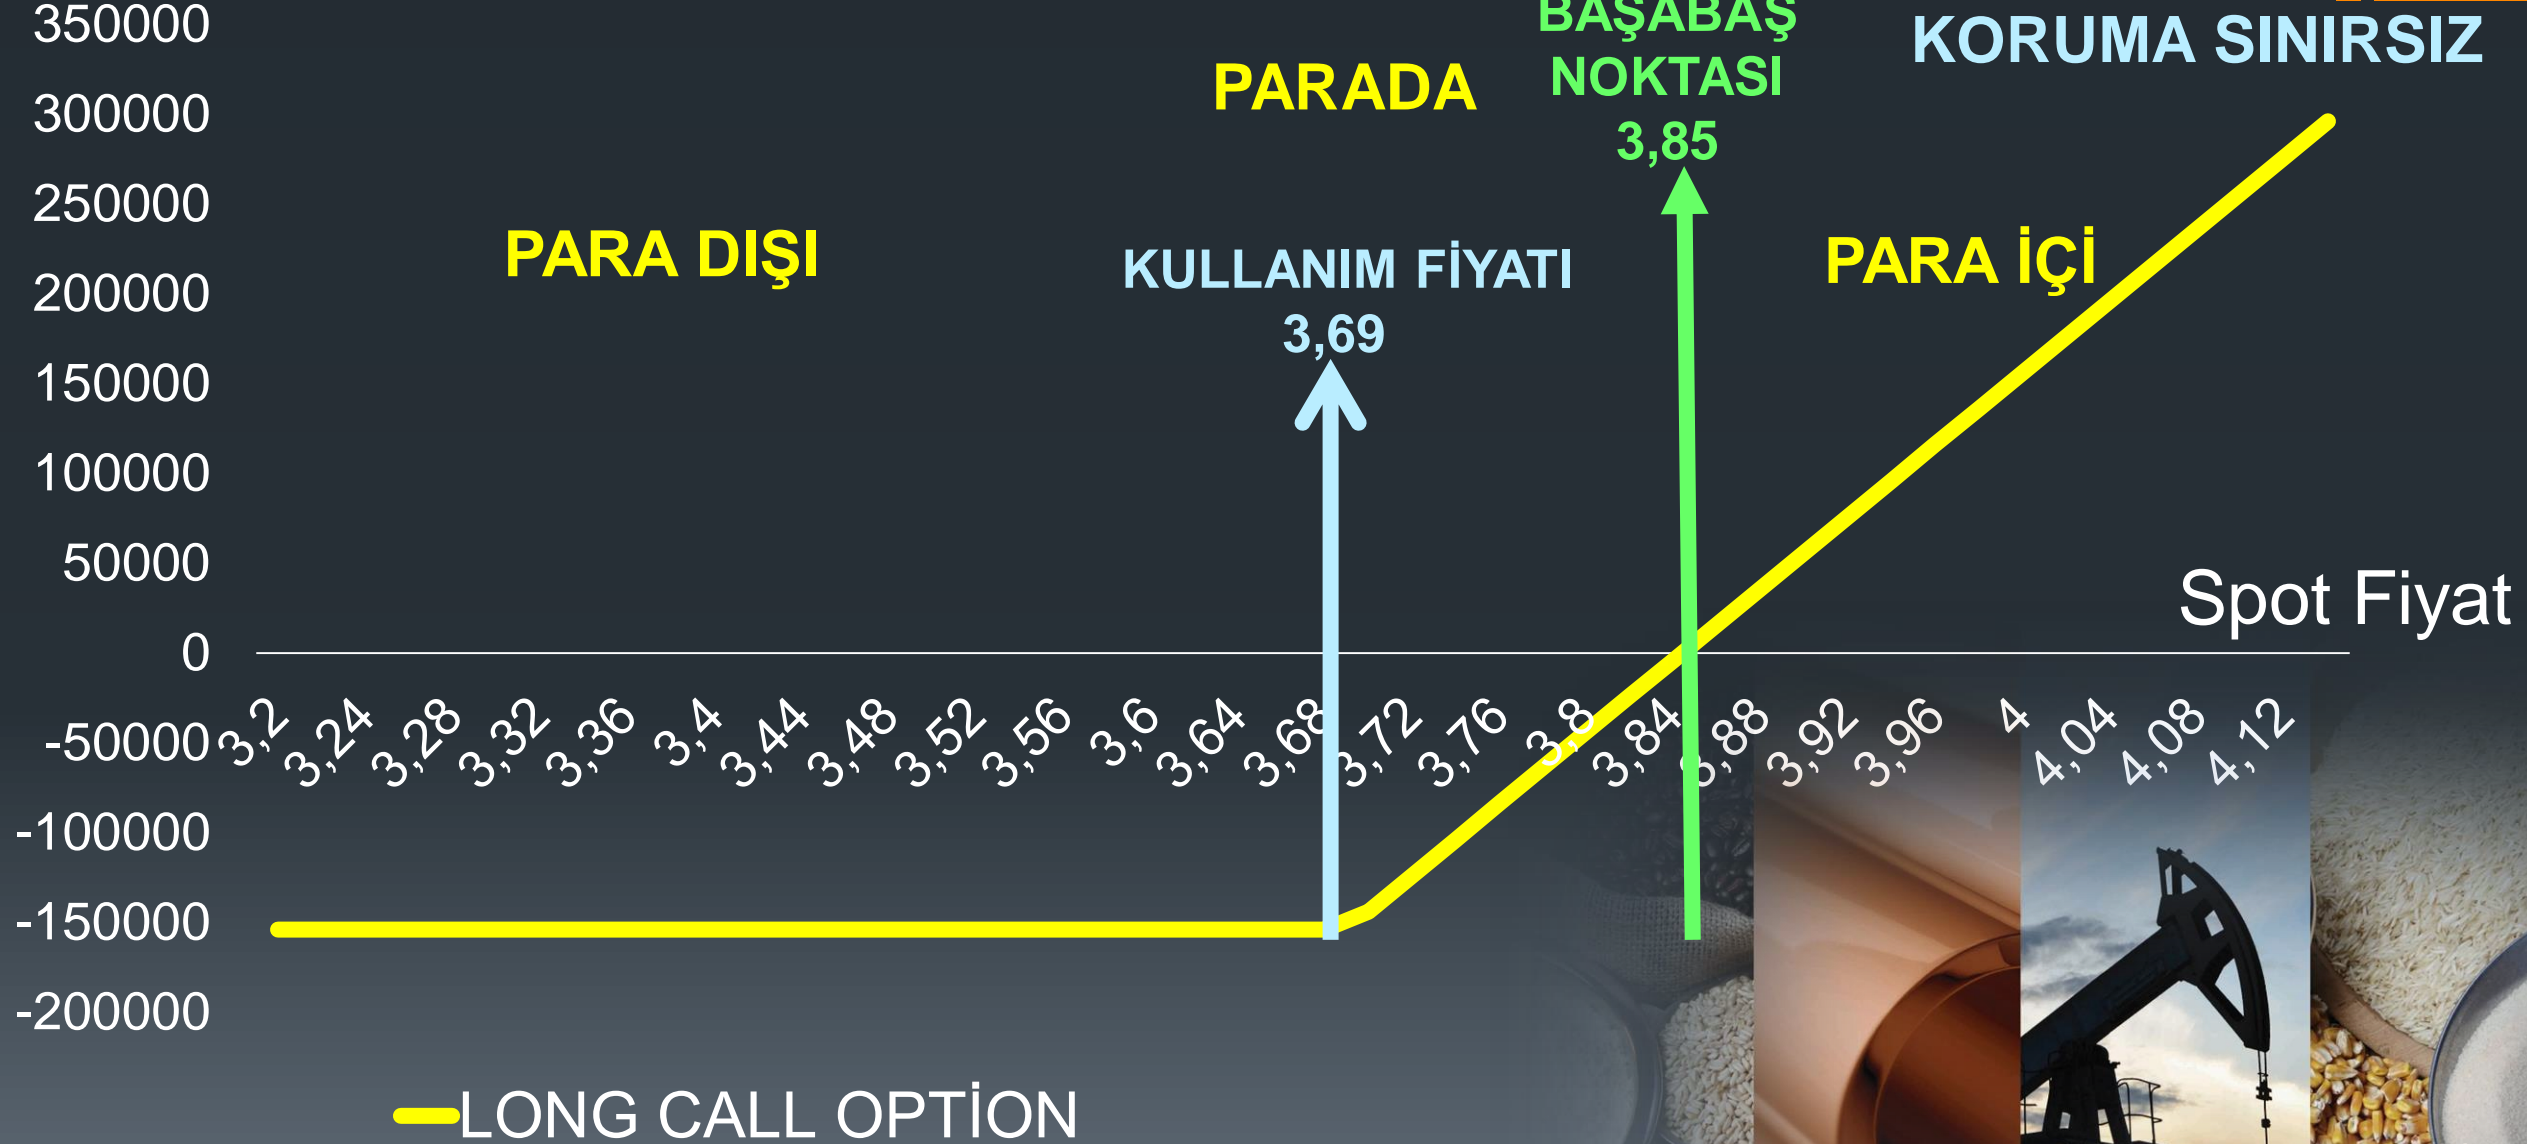 350000
300000
250000
200000
150000
100000
50000
0
-50000
-100000
-150000
-200000
PARA DIŞI
PARADA
KULLANIM FİYATI
3,69
BAŞABAŞ
NOKTASI
3,85
KORUMA SINIRSIZ
PARA İÇİ
Spot Fiyat
3,2 3,24 3,28 3,32 3,36 3,4 3,44 3,48 3,52 3,56 3,6 3,64 3,68 3,72 3,76 3,8 3,84 3,88 3,92 3,96 4 4,04 4,08 4,12
LONG CALL OPTİON